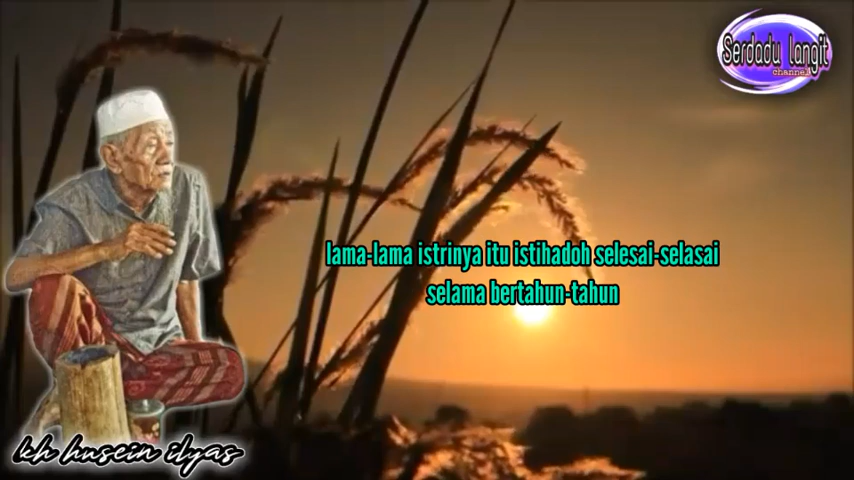 Serdadu langit
channel
lama-lama istrinya itu istihadoh selesai-selasai
selama bertahun-tahun
kh husein ilyas